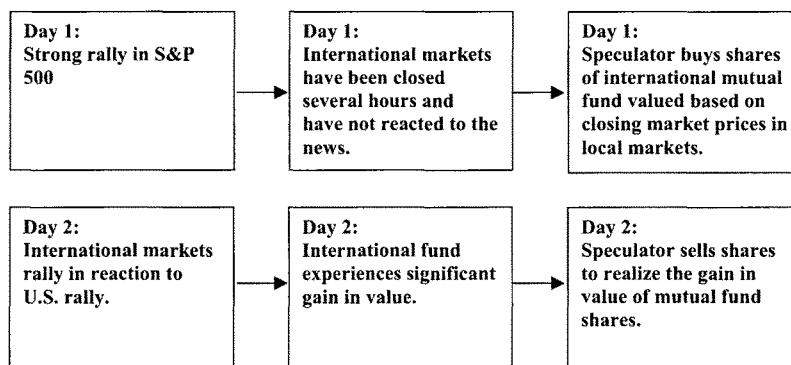 Day 1:
Strong rally in S&P
500
Day 1:
International markets
have been closed
several hours and
have not reacted to the
news.
Day 1:
Speculator buys shares
of international mutual
fund valued based on
closing market prices in
local markets.
Day 2:
International markets
rally in reaction to
U.S. rally.
Day 2:
International fund
experiences significant
gain in value.
Day 2:
Speculator sells shares
to realize the gain in
value of mutual fund
shares.